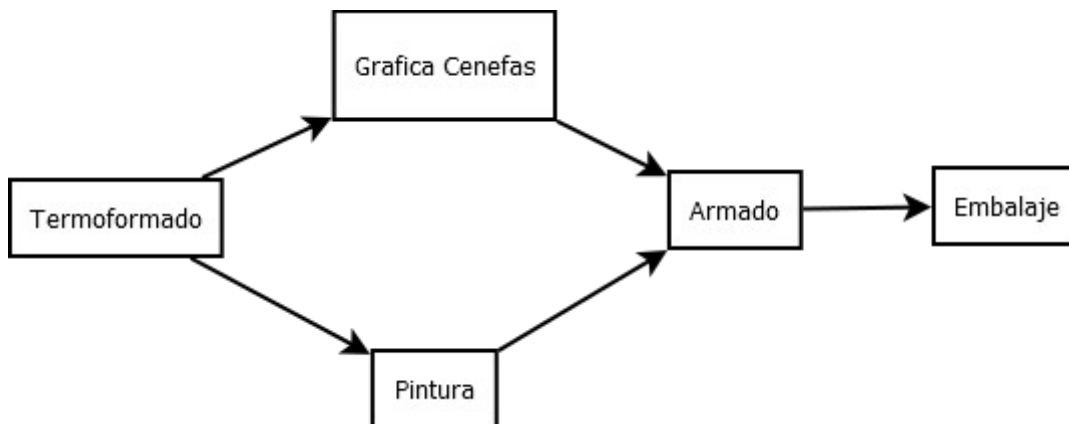 Grafica Cenefas
Termoformado
Armado
Embalaje
Pintura